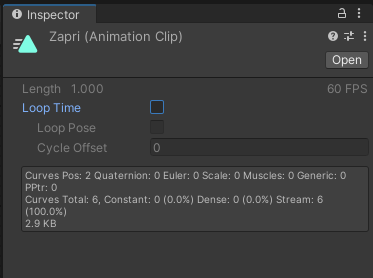 Inspector
Zapri (Animation Clip)
Open
Length 1.000 60 FPS
Loop Time
Loop Pose
Cycle Offset 0
Curves Pos: 2 Quaternion: 0 Euler: 0 Scale: 0 Muscles: 0 Generic: 0
PPtr: 0
Curves Total: 6, Constant: 0 (0.0%) Dense: 0 (0.0%) Stream: 6
(100.0%)
2.9 KB